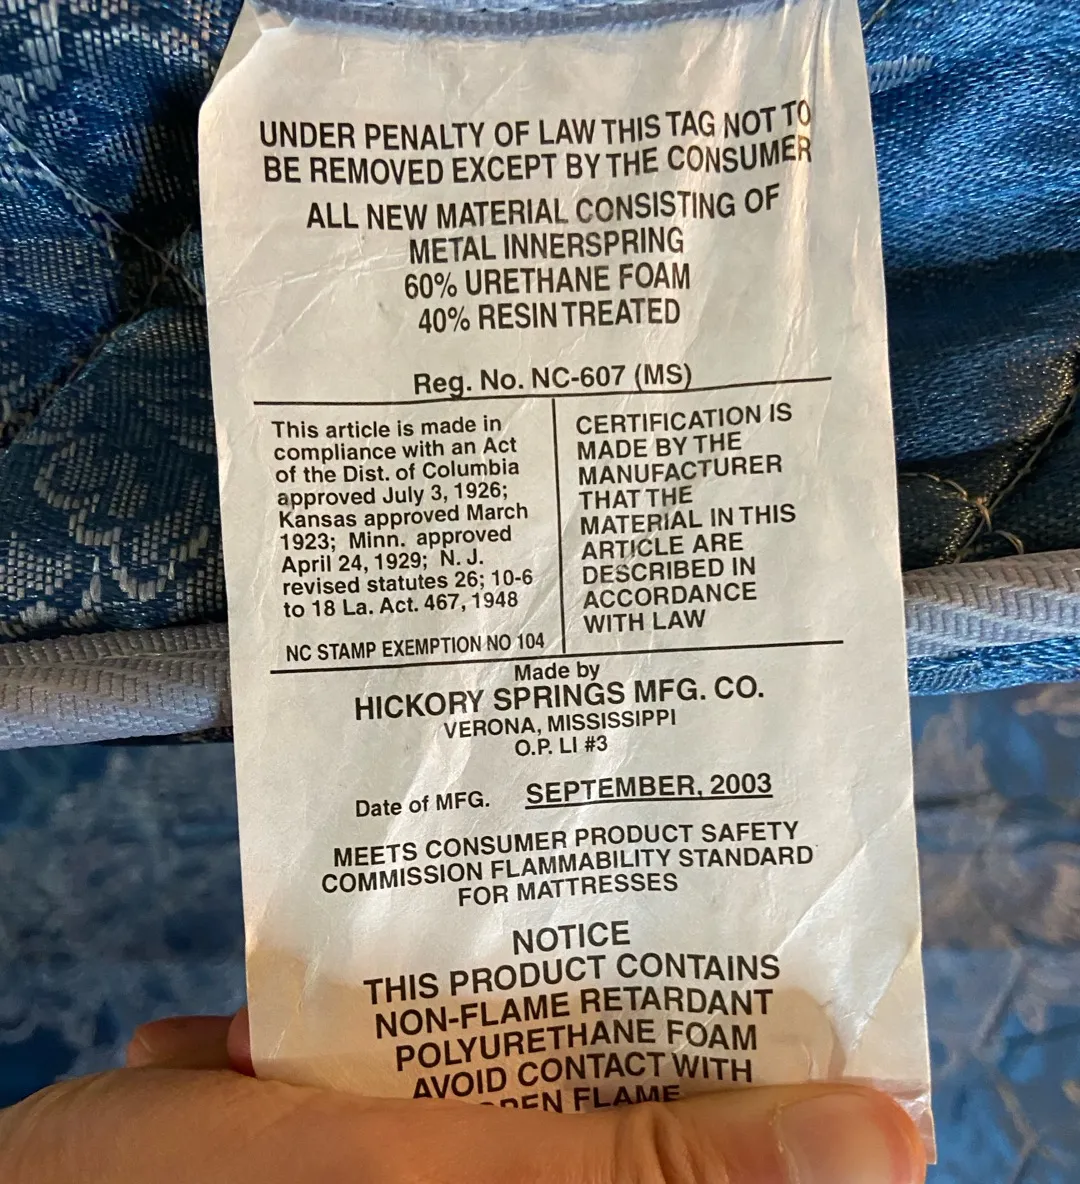 UNDER PENALTY OF LAW THIS TAG NOT TO
BE REMOVED EXCEPT BY THE CONSUMER
ALL NEW MATERIAL CONSISTING OF
METAL INNERSPRING
60% URETHANE FOAM
40% RESIN TREATED
Reg. No. NC-607 (MS)
This article is made in
compliance with an Act
of the Dist. of Columbia
approved July 3, 1926;
Kansas approved March
1923; Minn. approved
April 24, 1929; N. J.
revised statutes 26; 10-6
to 18 La. Act. 467, 1948
NC STAMP EXEMPTION NO 104
CERTIFICATION IS
MADE BY THE
MANUFACTURER
THAT THE
MATERIAL IN THIS
ARTICLE ARE
DESCRIBED IN
ACCORDANCE
WITH LAW
Made by
HICKORY SPRINGS MFG. CO.
VERONA, MISSISSIPPI
O.P. LI #3
Date of MFG. SEPTEMBER, 2003
MEETS CONSUMER PRODUCT SAFETY
COMMISSION FLAMMABILITY STANDARD
FOR MATTRESSES
NOTICE
THIS PRODUCT CONTAINS
NON-FLAME RETARDANT
POLYURETHANE FOAM
AVOID CONTACT WITH
OPEN FLAME